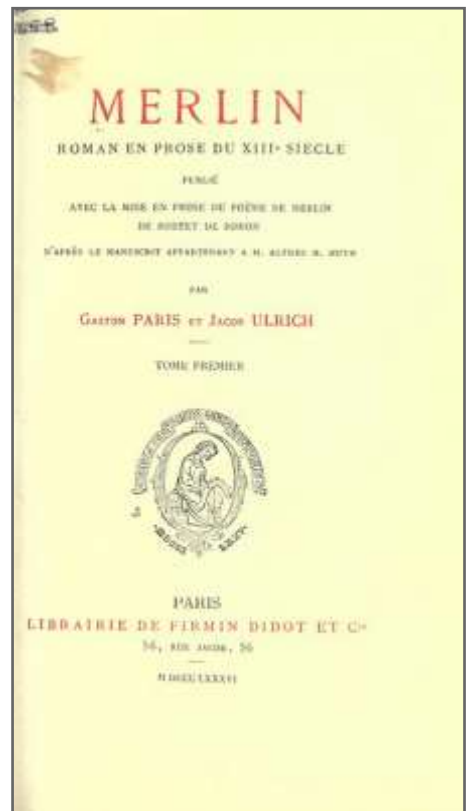 MERLIN
ROMAN EN PROSE DU XIIIe SIÈCLE
PUBLIÉ
AVEC LA MISE EN PROSE DU POÈME DE MERLIN
DE ROBERT DE BORON
D'APRÈS LE MANUSCRIT APPARTENANT A M. ALFRED H. HUTH
PAR
GASTON PARIS ET JACOB ULRICH
TOME PREMIER
PARIS
LIBRAIRIE DE FIRMIN DIDOT ET Cie
56, RUE JACOB, 56
MDCCCLXXXVI